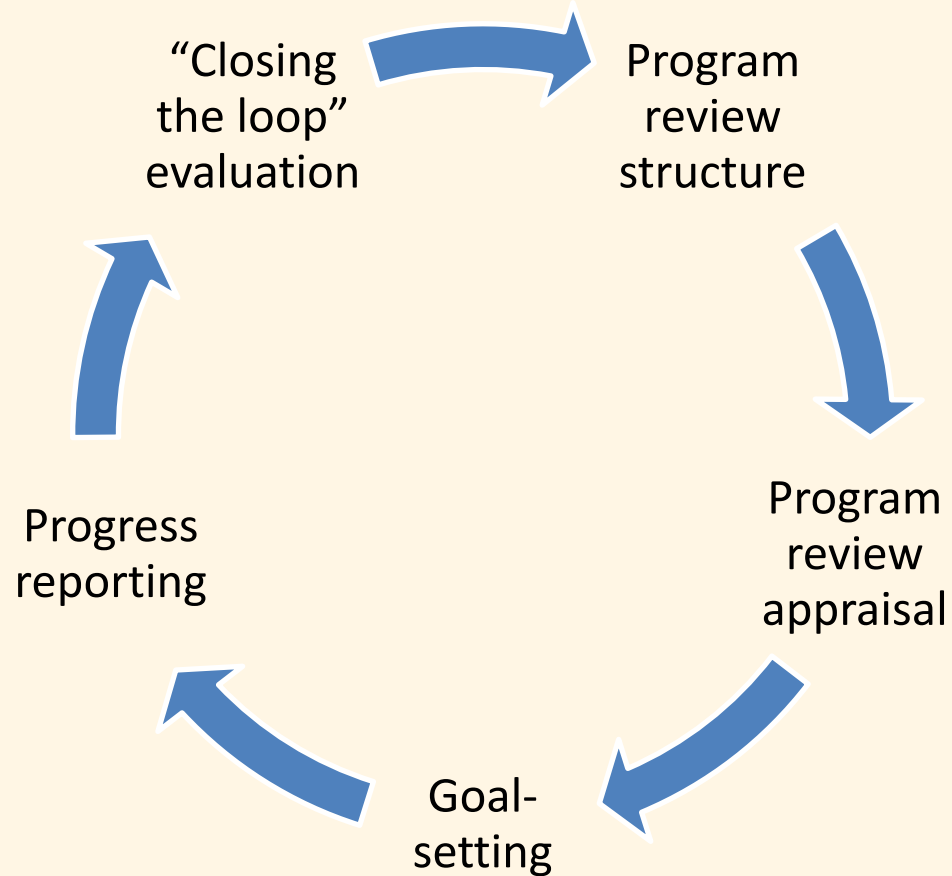 “Closing
the loop”
evaluation
Program
review
structure
Program
review
appraisal
Goal-
setting
Progress
reporting